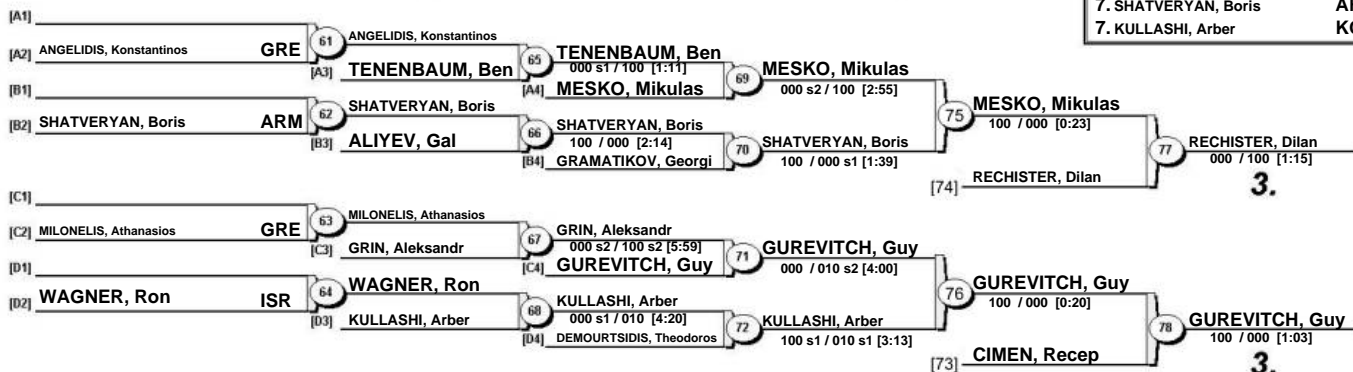 7. SHATVERYAN, Boris
7. KULLASHI, Arber
[A1]
[A2] ANGELIDIS, Konstantinos GRE
61
ANGELIDIS, Konstantinos
[A3] TENENBAUM, Ben
65
TENENBAUM, Ben
000 s1 / 100 [1:11]
[A4] MESKO, Mikulas
69
MESKO, Mikulas
000 s2 / 100 [2:55]
[B1]
[B2] SHATVERYAN, Boris ARM
62
SHATVERYAN, Boris
[B3] ALIYEV, Gal
66
SHATVERYAN, Boris
100 / 000 [2:14]
[B4] GRAMATIKOV, Georgi
70
SHATVERYAN, Boris
100 / 000 s1 [1:39]
75
MESKO, Mikulas
100 / 000 [0:23]
[74] RECHISTER, Dilan
77
RECHISTER, Dilan
000 / 100 [1:15]
3.
[C1]
[C2] MILONELIS, Athanasios GRE
63
MILONELIS, Athanasios
[C3] GRIN, Aleksandr
67
GRIN, Aleksandr
000 s2 / 100 s2 [5:59]
[C4] GUREVITCH, Guy
71
GUREVITCH, Guy
000 / 010 s2 [4:00]
[D1]
[D2] WAGNER, Ron ISR
64
WAGNER, Ron
[D3] KULLASHI, Arber
68
KULLASHI, Arber
000 s1 / 010 [4:20]
[D4] DEMOURTSIDIS, Theodoros
72
KULLASHI, Arber
100 s1 / 010 s1 [3:13]
76
GUREVITCH, Guy
100 / 000 [0:20]
[73] CIMEN, Recep
78
GUREVITCH, Guy
100 / 000 [1:03]
3.